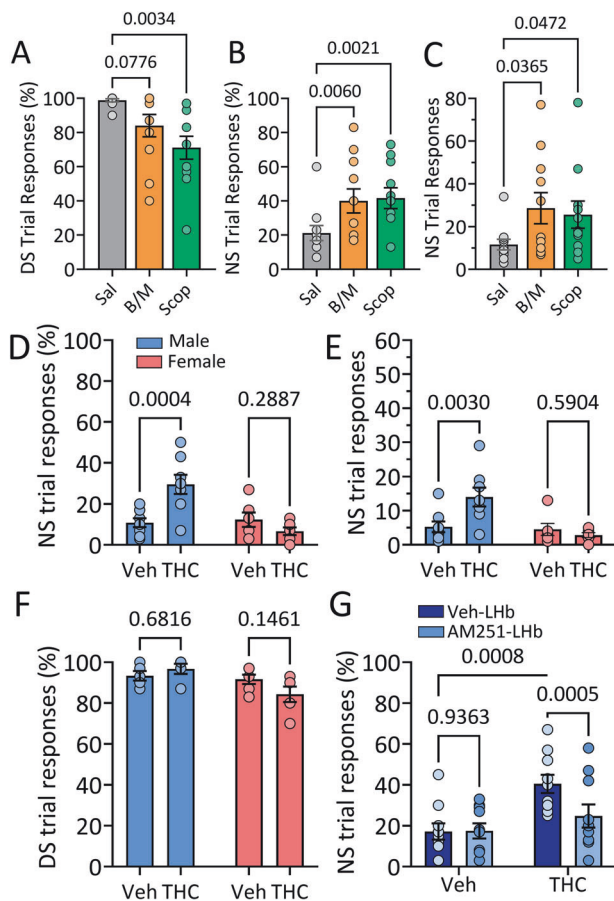 A
0.0034
0.0776
DS Trial Responses (%)
100
80
60
40
20
0
Sal
B/M
Scop
B
0.0021
0.0060
NS Trial Responses (%)
100
80
60
40
20
0
Sal
B/M
Scop
C
0.0472
0.0365
NS Trial Responses
80
60
40
20
0
Sal
B/M
Scop
D
Male
Female
0.0004
0.2887
NS trial responses (%)
100
80
60
40
20
0
Veh THC
Veh THC
E
0.0030
0.5904
NS trial responses
60
50
40
30
20
10
0
Veh THC
Veh THC
F
0.6816
0.1461
DS trial responses (%)
100
80
60
40
20
0
Veh THC
Veh THC
G
Veh-LHb
AM251-LHb
0.0008
0.0005
0.9363
NS trial responses (%)
100
80
60
40
20
0
Veh
THC